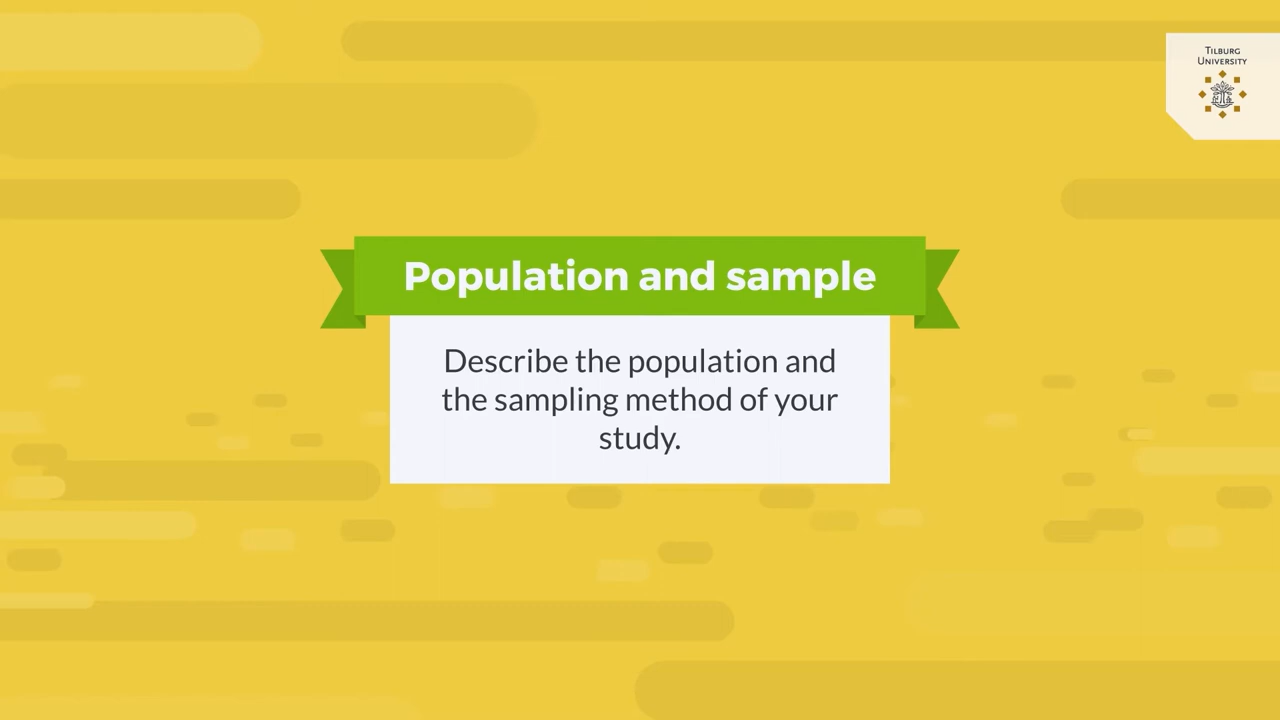 TILBURG
UNIVERSITY
Population and sample
Describe the population and
the sampling method of your
study.